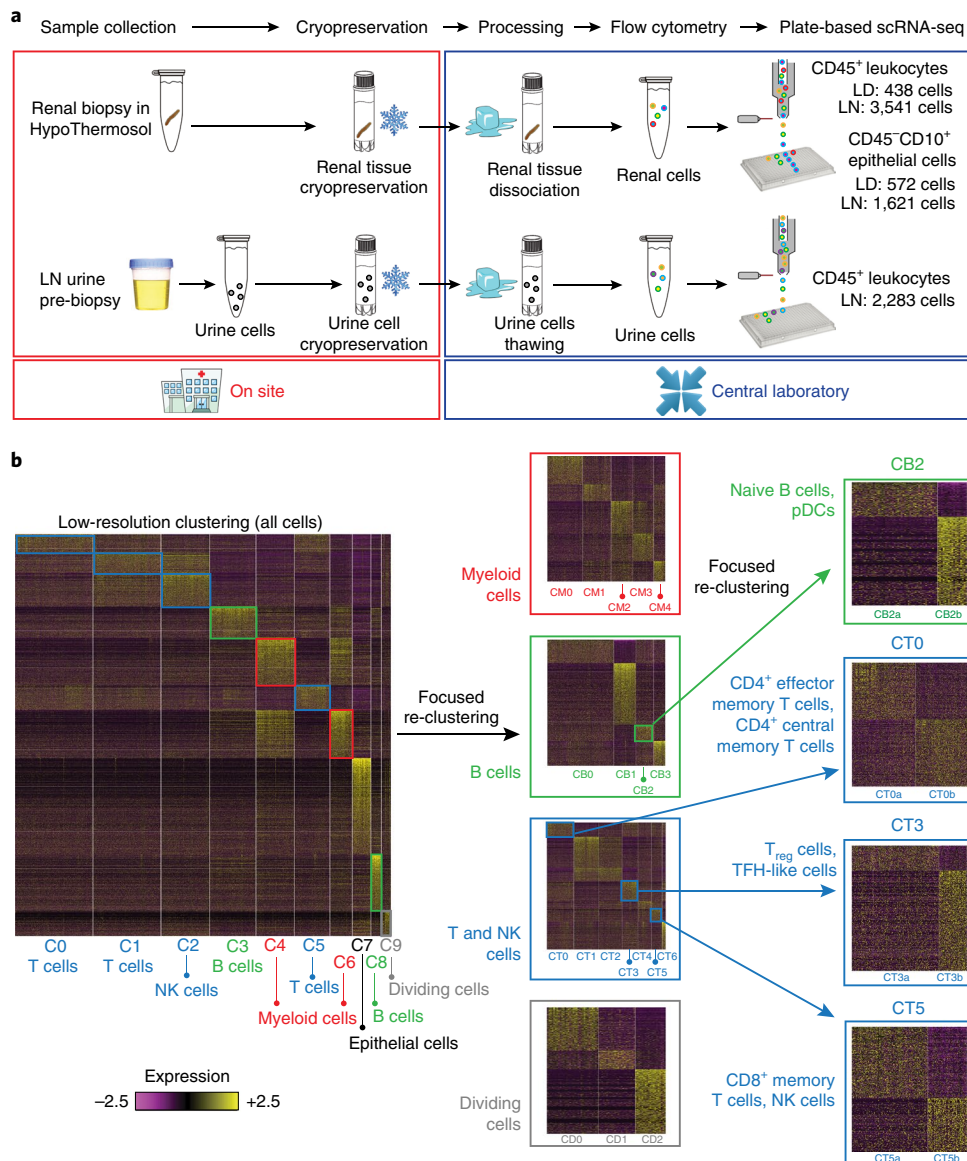 a
Sample collection
Cryopreservation
Processing
Flow cytometry
Plate-based scRNA-seq
Renal biopsy in
HypoThermosol
Renal tissue
cryopreservation
Renal tissue
dissociation
Renal cells
CD45⁺ leukocytes
LD: 438 cells
LN: 3,541 cells
CD45⁻CD10⁺
epithelial cells
LD: 572 cells
LN: 1,621 cells
LN urine
pre-biopsy
Urine cells
Urine cell
cryopreservation
Urine cells
thawing
Urine cells
CD45⁺ leukocytes
LN: 2,283 cells
On site
Central laboratory
b
Low-resolution clustering (all cells)
C0
T cells
C1
T cells
C2
NK cells
C3
B cells
C4
Myeloid cells
C5
T cells
C6
C7
Epithelial cells
C8
B cells
C9
Dividing cells
Expression
–2.5
+2.5
Focused
re-clustering
Myeloid
cells
CM0
CM1
CM2
CM3
CM4
B cells
CB0
CB1
CB2
CB3
T and NK
cells
CT0
CT1
CT2
CT3
CT4
CT5
CT6
Dividing
cells
CD0
CD1
CD2
Focused
re-clustering
CB2
Naive B cells,
pDCs
CB2a
CB2b
CT0
CD4⁺ effector
memory T cells,
CD4⁺ central
memory T cells
CT0a
CT0b
CT3
Treg cells,
TFH-like cells
CT3a
CT3b
CT5
CD8⁺ memory
T cells, NK cells
CT5a
CT5b